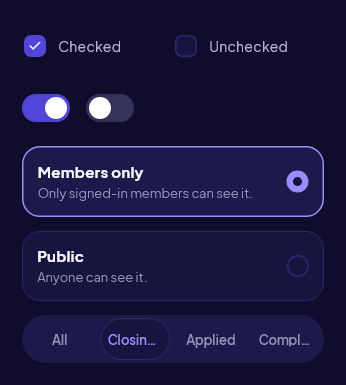 Checked Unchecked
Members only
Only signed-in members can see it.
Public
Anyone can see it.
All Closin... Applied Compl...